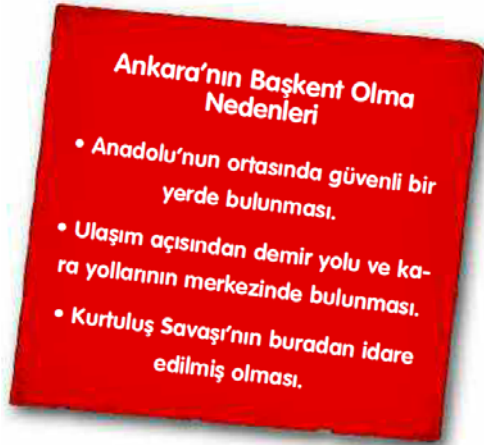 Ankara'nın Başkent Olma
Nedenleri
• Anadolu'nun ortasında güvenli bir
yerde bulunması.
• Ulaşım açısından demir yolu ve ka-
ra yollarının merkezinde bulunması.
• Kurtuluş Savaşı'nın buradan idare
edilmiş olması.